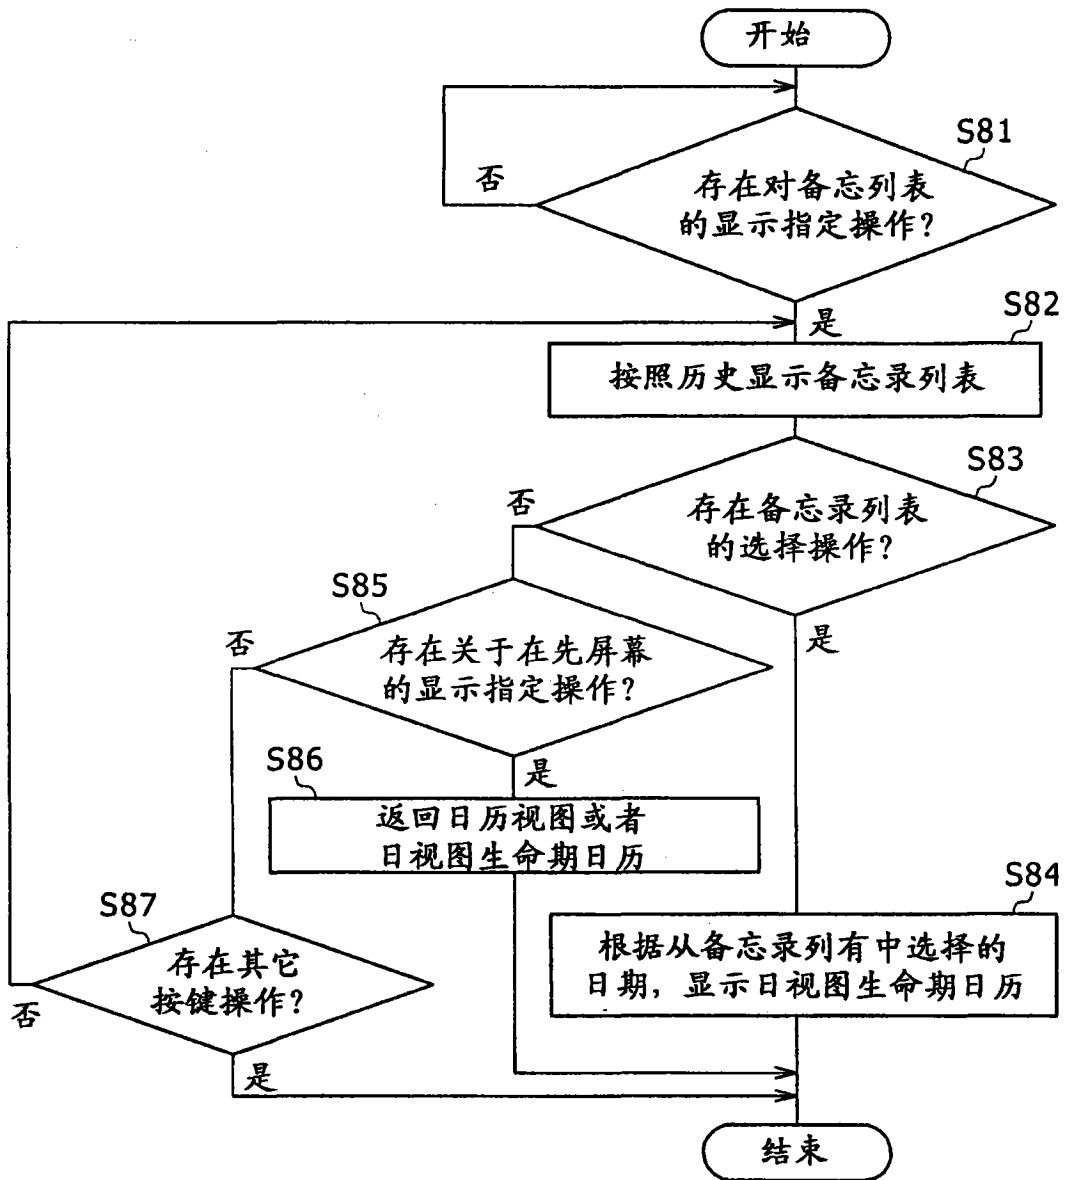 开始
S81
否
存在对备忘列表
的显示指定操作？
是
S82
按照历史显示备忘录列表
S83
否
存在备忘录列表
的选择操作？
S85
是
否
存在关于在先屏幕
的显示指定操作？
S86
是
返回日历视图或者
日视图生命期日历
S84
S87
根据从备忘录列有中选择的
日期，显示日视图生命期日历
存在其它
按键操作？
否
是
结束